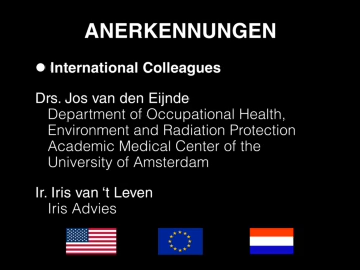 ANERKENNUNGEN
● International Colleagues
Drs. Jos van den Eijnde
Department of Occupational Health,
Environment and Radiation Protection
Academic Medical Center of the
University of Amsterdam
Ir. Iris van ‘t Leven
Iris Advies